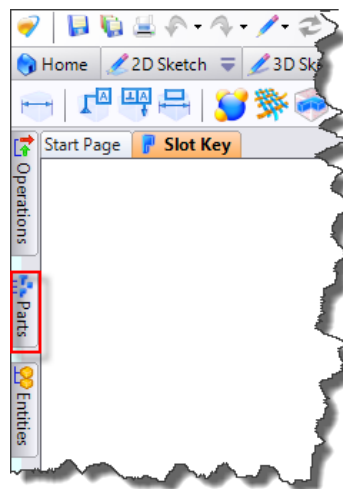 Home 2D Sketch 3D Sk
Start Page Slot Key
Operations
Parts
Entities